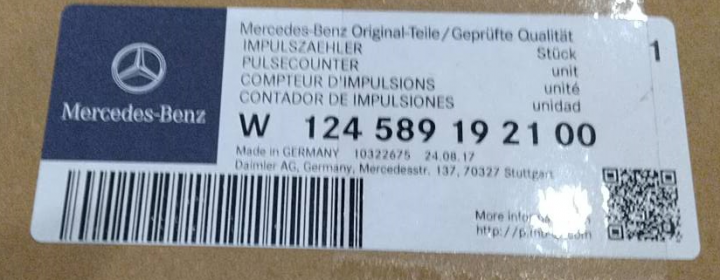 Mercedes-Benz
Mercedes-Benz Original-Teile/Geprüfte Qualität
IMPULSZAEHLER Stück 1
PULSECOUNTER unit
COMPTEUR D'IMPULSIONS unité
CONTADOR DE IMPULSIONES unidad
W 124 589 19 21 00
Made in GERMANY 10322675 24.08.17
Daimler AG, Germany, Mercedesstr. 137, 70327 Stuttgart
More